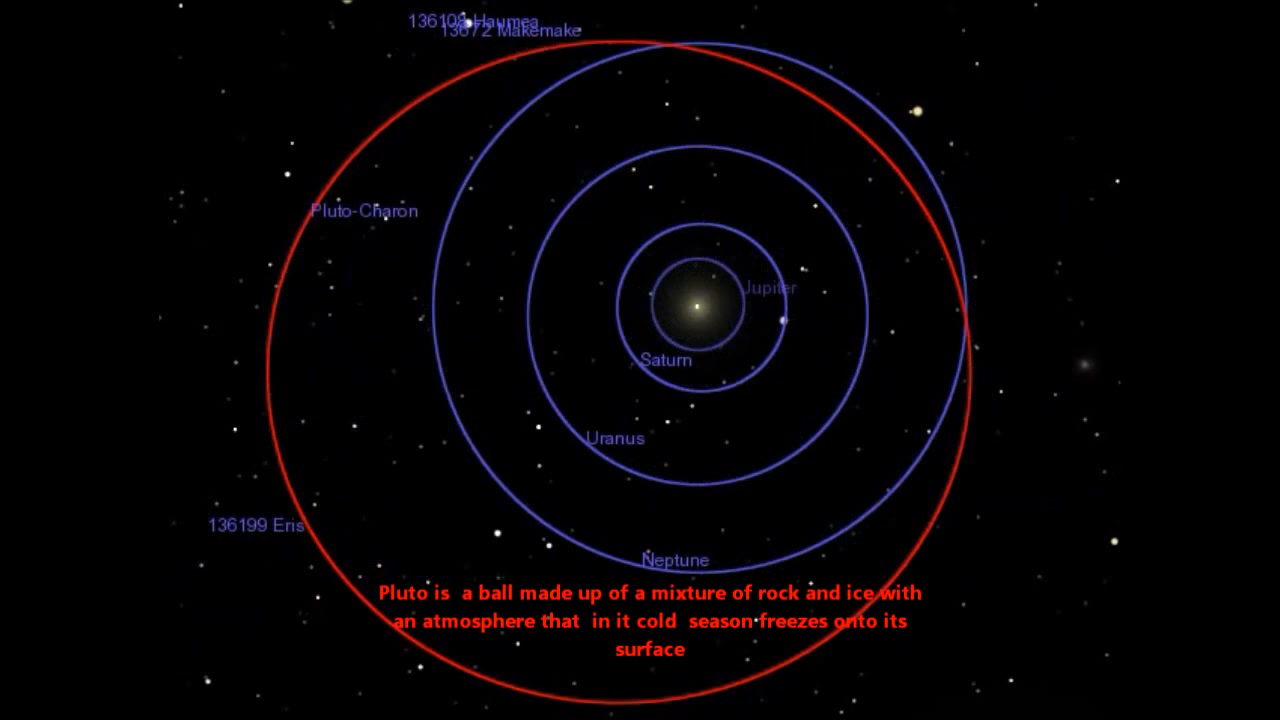 136108 Haumea
13672 Makemake
Pluto-Charon
Jupiter
Saturn
Uranus
136199 Eris
Neptune
Pluto is  a ball made up of a mixture of rock and ice with
an atmosphere that  in it cold  season freezes onto its
surface